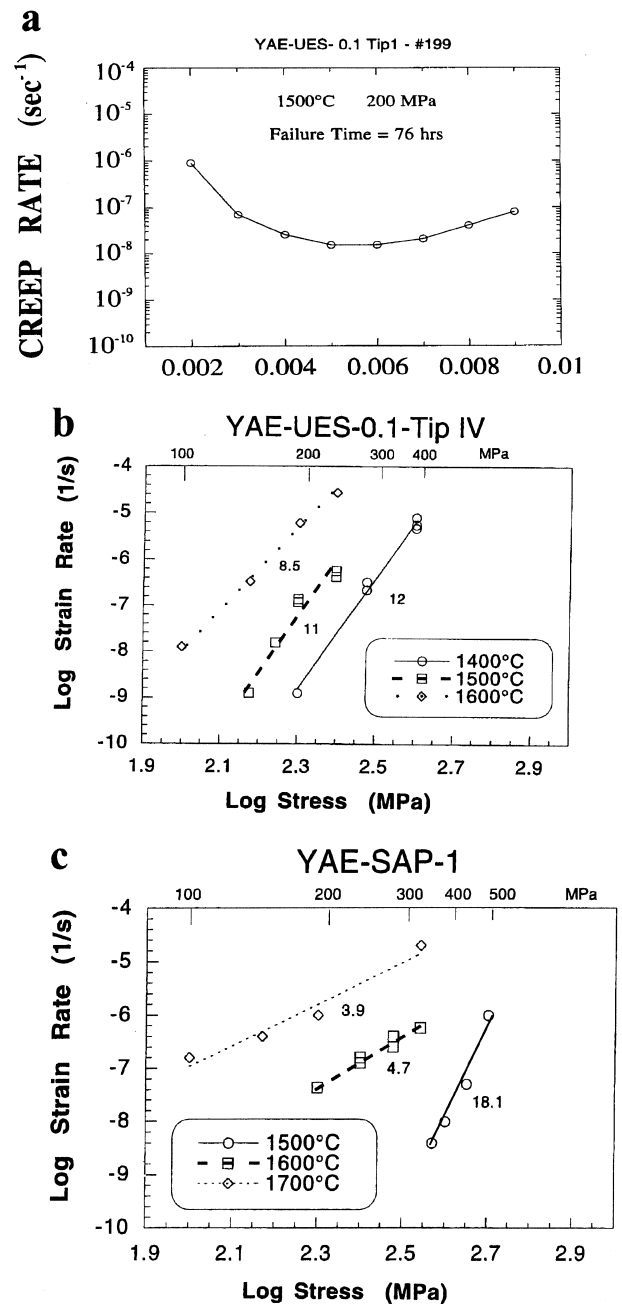 a
YAE-UES- 0.1 Tip1 - #199
CREEP RATE (sec⁻¹)
10⁻⁴
10⁻⁵
10⁻⁶
10⁻⁷
10⁻⁸
10⁻⁹
10⁻¹⁰
1500°C 200 MPa
Failure Time = 76 hrs
0.002 0.004 0.006 0.008 0.01
b
YAE-UES-0.1-Tip IV
100 200 300 400 MPa
Log Strain Rate (1/s)
-4
-5
-6
-7
-8
-9
-10
8.5
11
12
1400°C
1500°C
1600°C
1.9 2.1 2.3 2.5 2.7 2.9
Log Stress (MPa)
c
YAE-SAP-1
100 200 300 400 500 MPa
Log Strain Rate (1/s)
-4
-5
-6
-7
-8
-9
-10
3.9
4.7
18.1
1500°C
1600°C
1700°C
1.9 2.1 2.3 2.5 2.7 2.9
Log Stress (MPa)